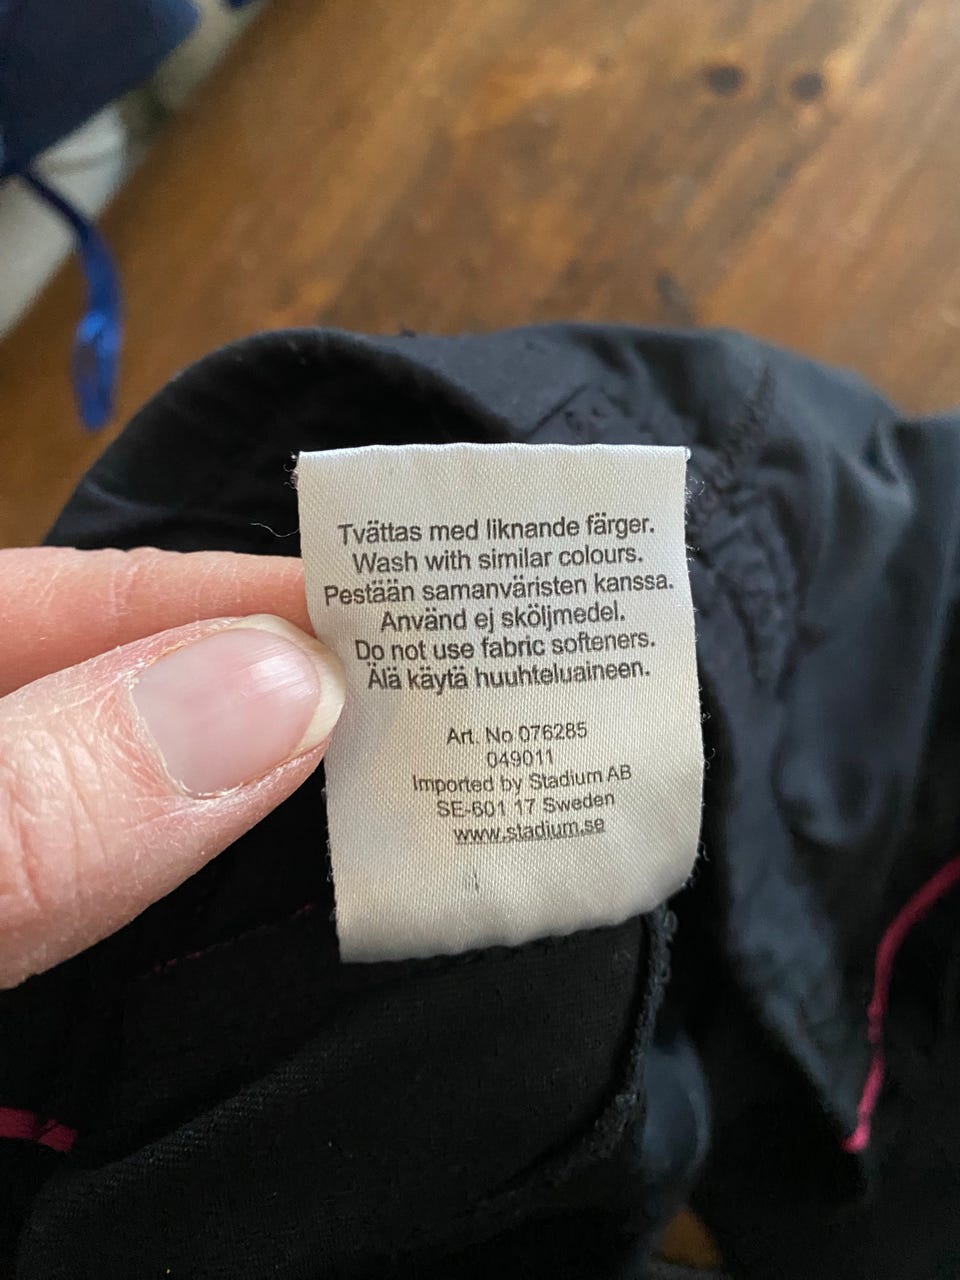 Tvättas med liknande färger.
Wash with similar colours.
Pestään samanväristen kanssa.
Använd ej sköljmedel.
Do not use fabric softeners.
Älä käytä huuhteluaineen.
Art. No 076285
049011
Imported by Stadium AB
SE-601 17 Sweden
www.stadium.se